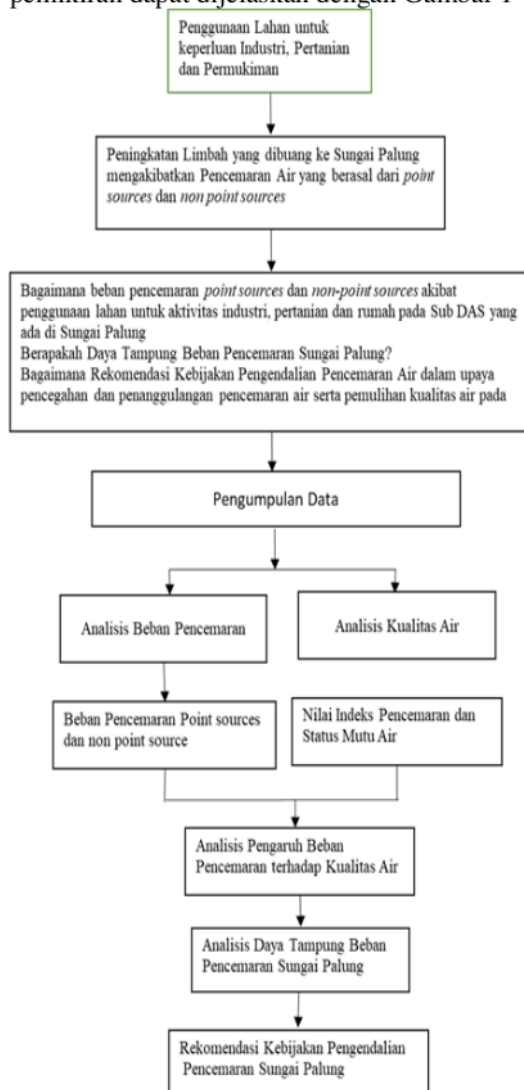 pemikiran dapat dijelaskan dengan Gambar 1
Penggunaan Lahan untuk
keperluan Industri, Pertanian
dan Permukiman
Peningkatan Limbah yang dibuang ke Sungai Palung
mengakibatkan Pencemaran Air yang berasal dari point
sources dan non point sources
Bagaimana beban pencemaran point sources dan non-point sources akibat
penggunaan lahan untuk aktivitas industri, pertanian dan rumah pada Sub DAS yang
ada di Sungai Palung
Berapakah Daya Tampung Beban Pencemaran Sungai Palung?
Bagaimana Rekomendasi Kebijakan Pengendalian Pencemaran Air dalam upaya
pencegahan dan penanggulangan pencemaran air serta pemulihan kualitas air pada
Pengumpulan Data
Analisis Beban Pencemaran
Analisis Kualitas Air
Beban Pencemaran Point sources
dan non point source
Nilai Indeks Pencemaran dan
Status Mutu Air
Analisis Pengaruh Beban
Pencemaran terhadap Kualitas Air
Analisis Daya Tampung Beban
Pencemaran Sungai Palung
Rekomendasi Kebijakan Pengendalian
Pencemaran Sungai Palung